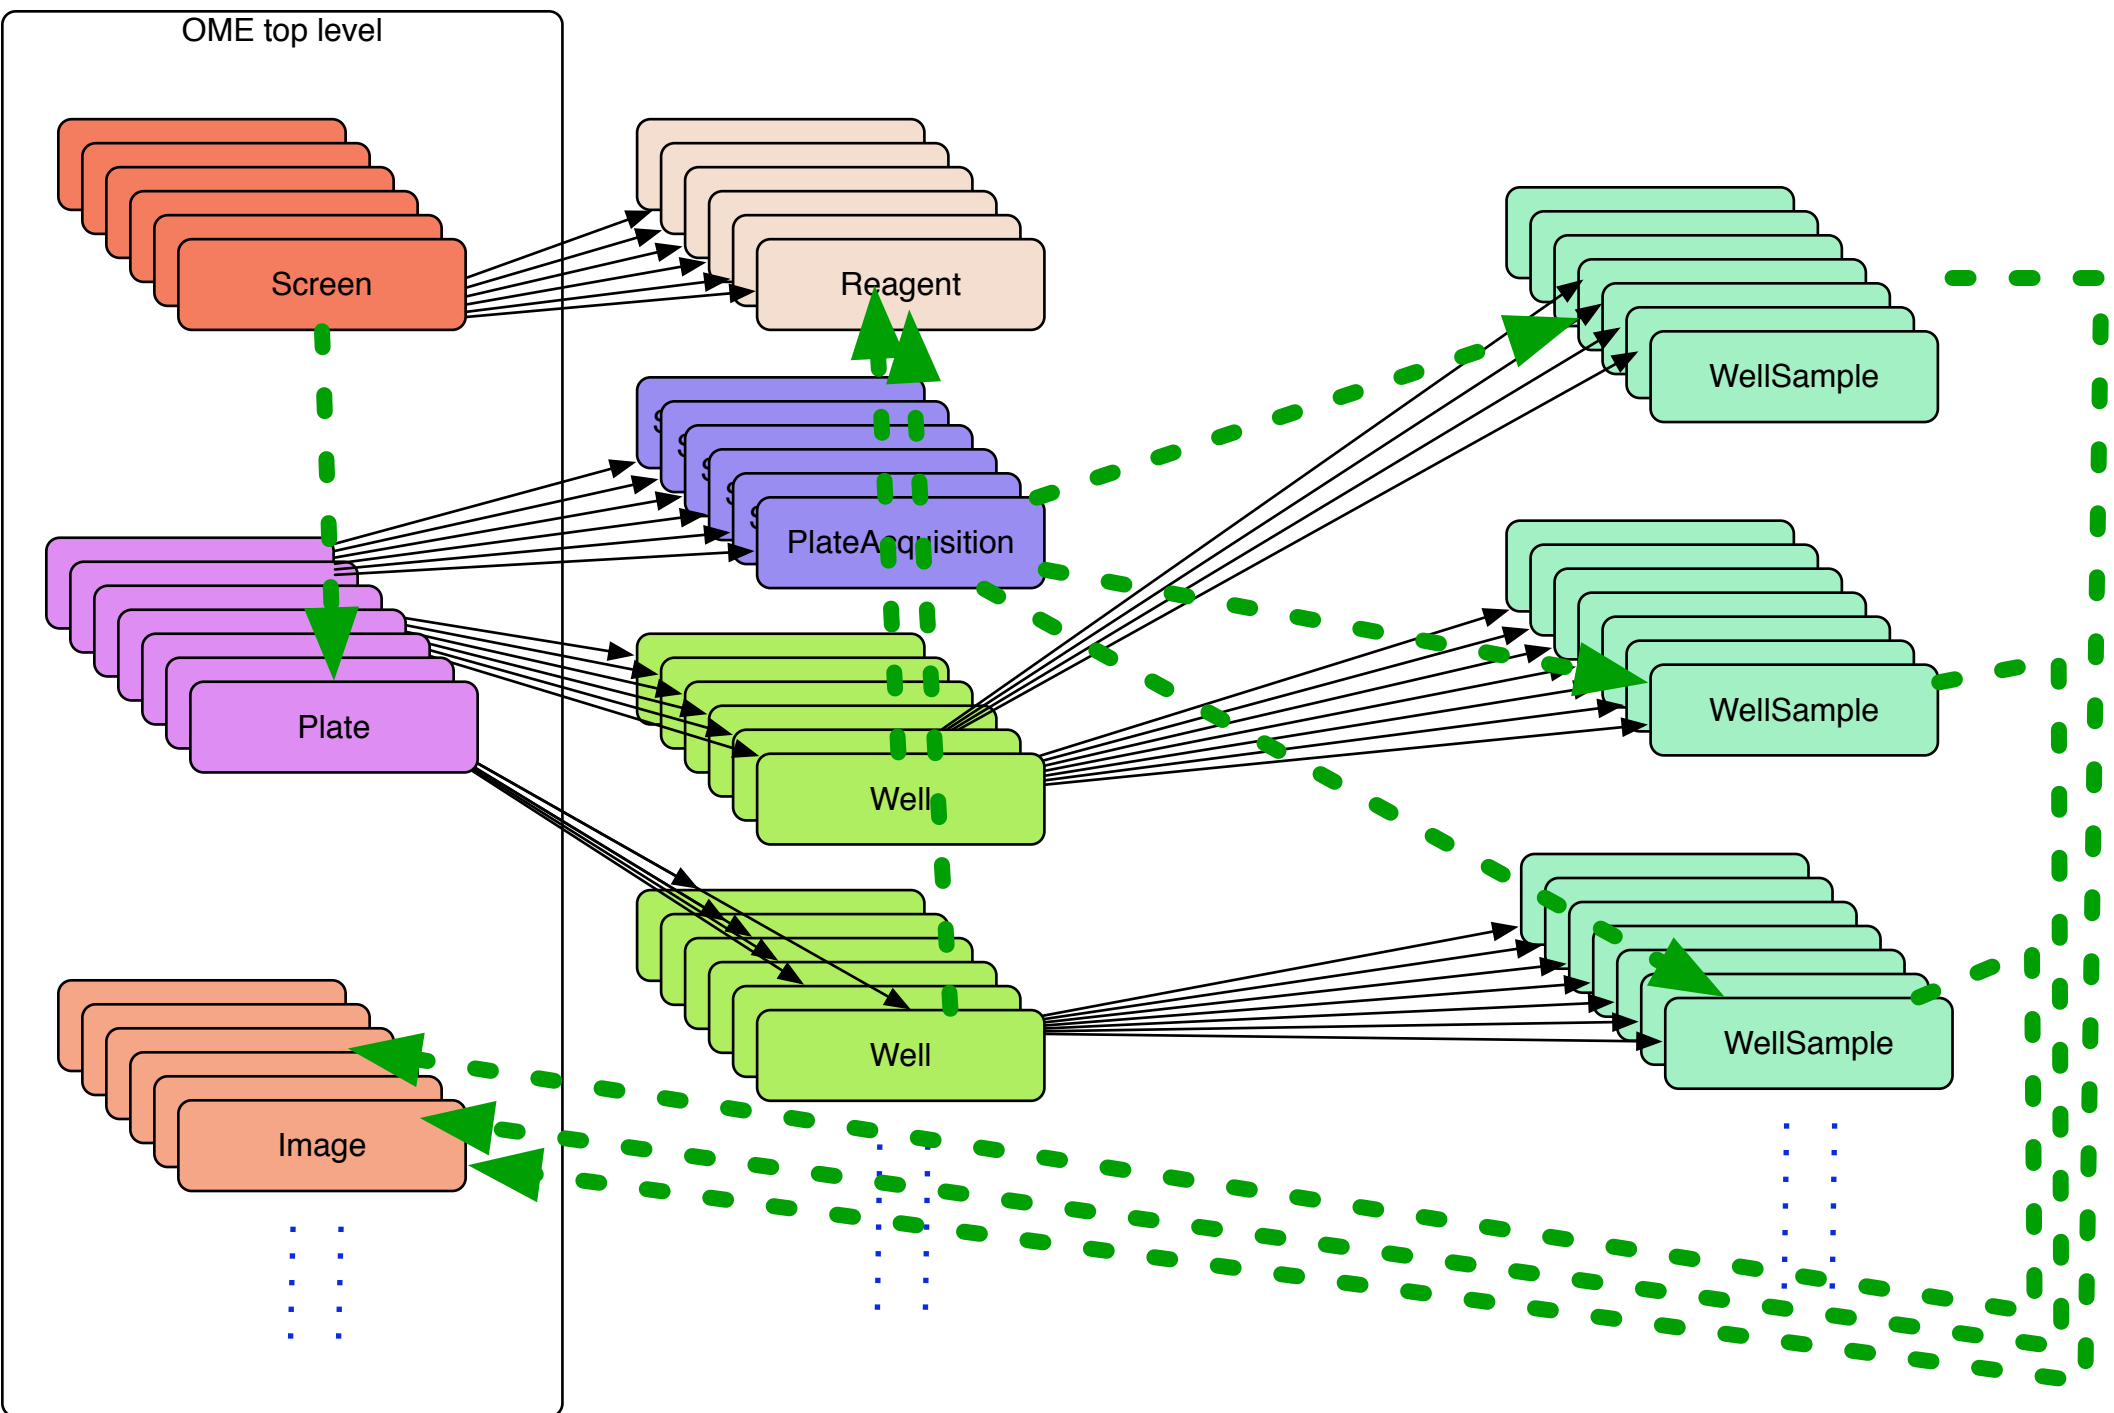 OME top level
Screen
Reagent
WellSample
PlateAcquisition
WellSample
Plate
Well
WellSample
Well
Image